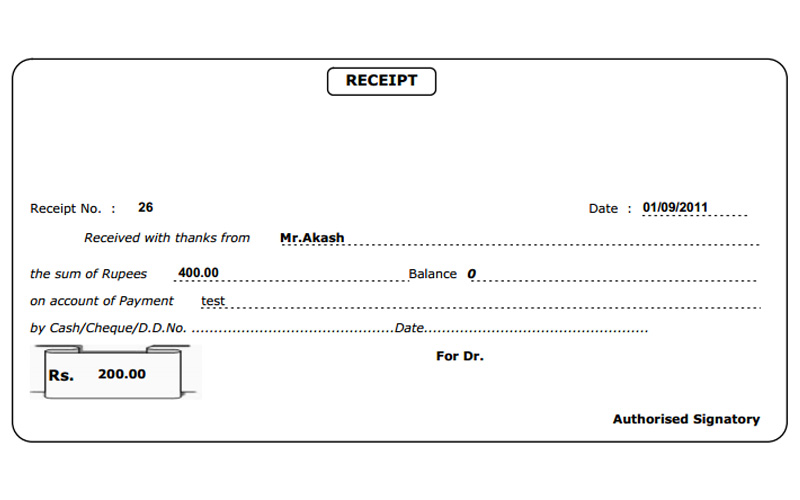 RECEIPT
Receipt No. : 26 Date : 01/09/2011
Received with thanks from Mr.Akash
the sum of Rupees 400.00 Balance 0
on account of Payment test
by Cash/Cheque/D.D.No. .............................................Date..................................................
For Dr.
Rs. 200.00
Authorised Signatory